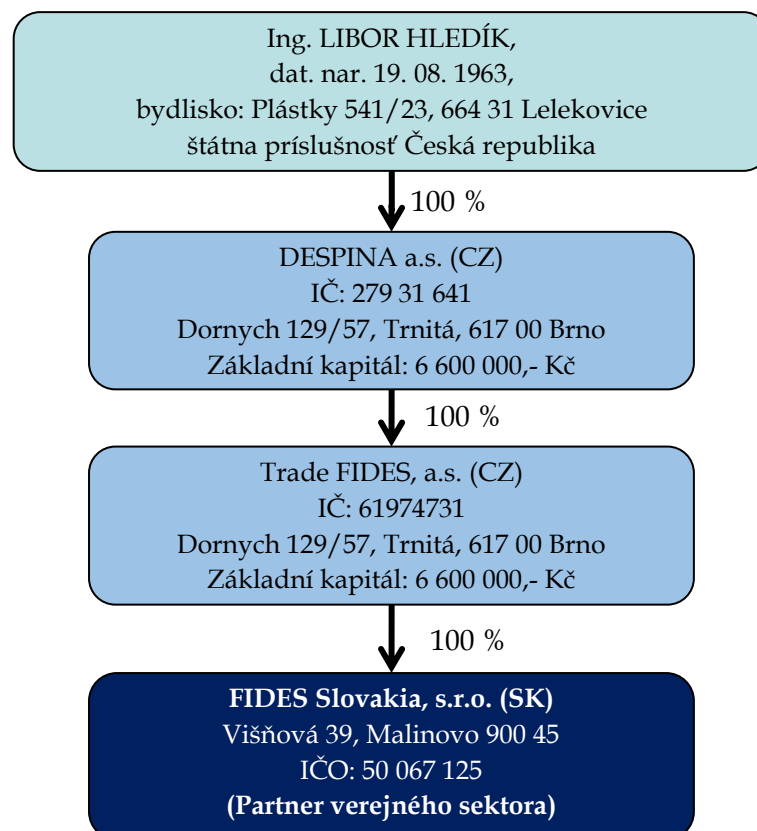 Ing. LIBOR HLEDÍK,
dat. nar. 19. 08. 1963,
bydlisko: Plástky 541/23, 664 31 Lelekovice
štátna príslušnosť Česká republika
100 %
DESPINA a.s. (CZ)
IČ: 279 31 641
Dornych 129/57, Trnitá, 617 00 Brno
Základní kapitál: 6 600 000,- Kč
100 %
Trade FIDES, a.s. (CZ)
IČ: 61974731
Dornych 129/57, Trnitá, 617 00 Brno
Základní kapitál: 6 600 000,- Kč
100 %
FIDES Slovakia, s.r.o. (SK)
Višňová 39, Malinovo 900 45
IČO: 50 067 125
(Partner verejného sektora)